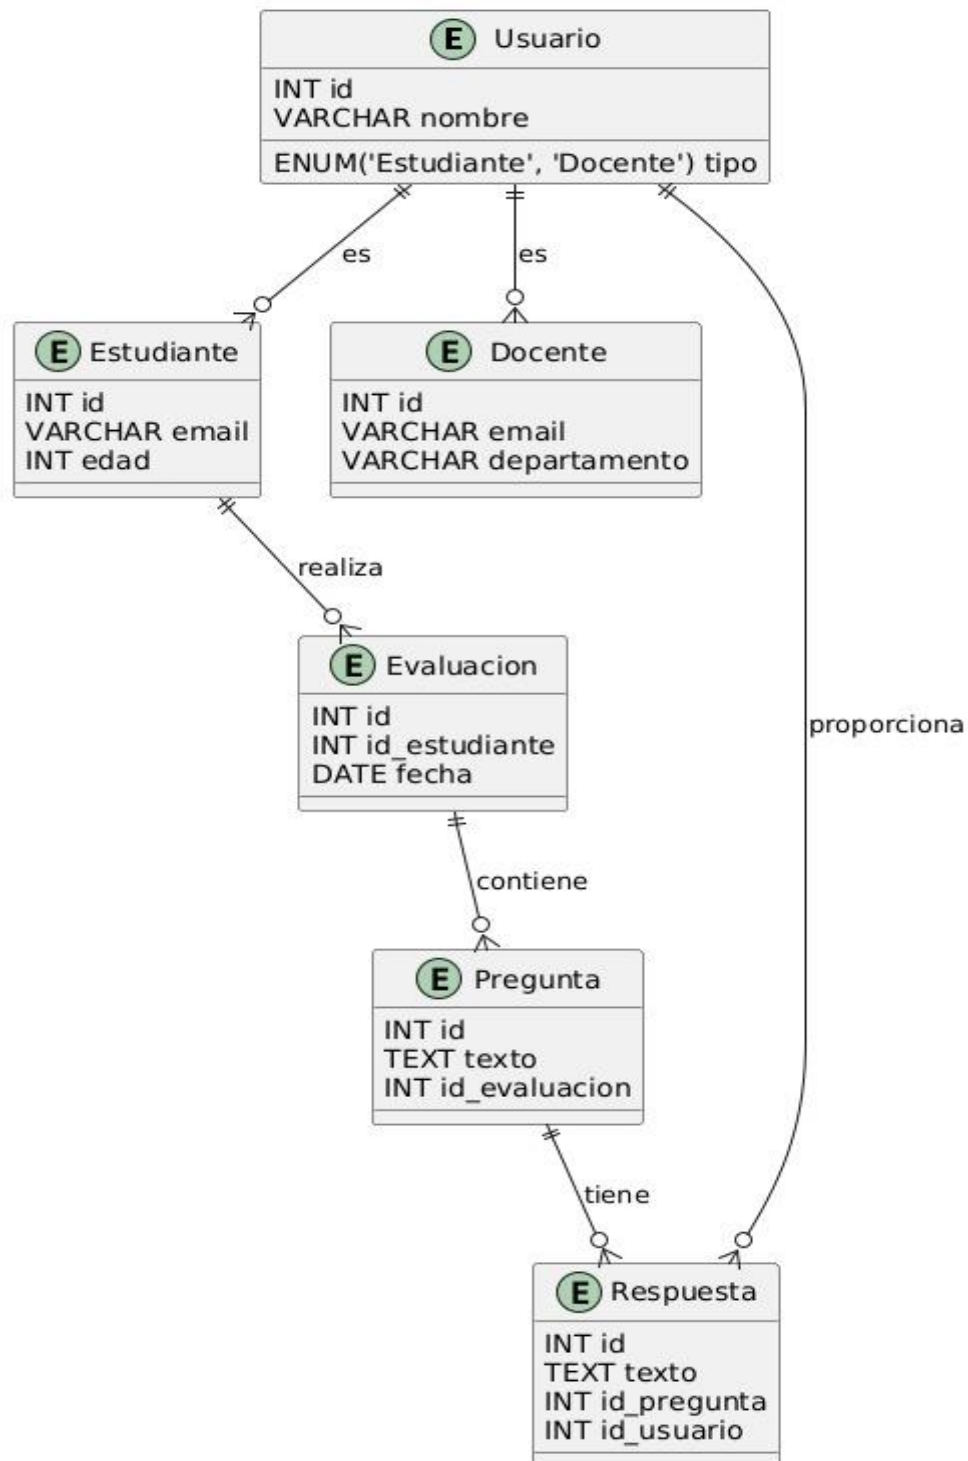 E Usuario
INT id
VARCHAR nombre
ENUM('Estudiante', 'Docente') tipo
es
es
E Estudiante
INT id
VARCHAR email
INT edad
E Docente
INT id
VARCHAR email
VARCHAR departamento
realiza
E Evaluacion
INT id
INT id_estudiante
DATE fecha
proporciona
contiene
E Pregunta
INT id
TEXT texto
INT id_evaluacion
tiene
E Respuesta
INT id
TEXT texto
INT id_pregunta
INT id_usuario